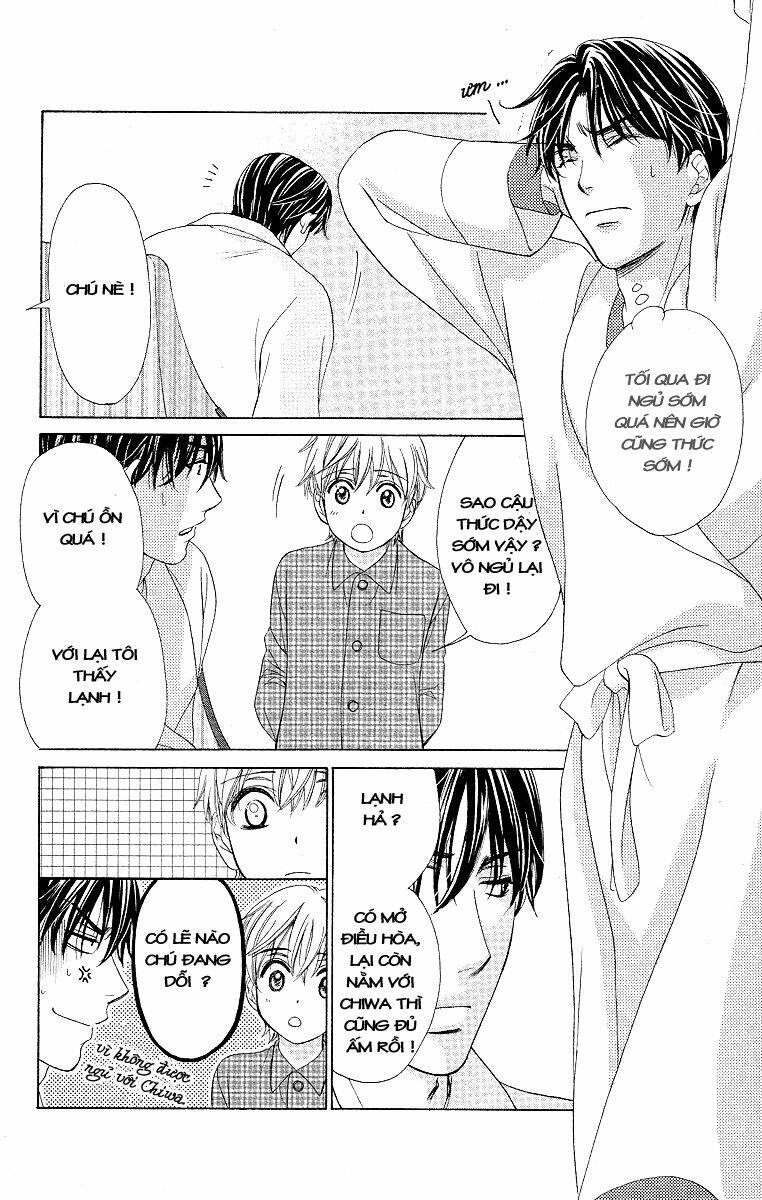 ưm ...
TỐI QUA ĐI
NGỦ SỚM
QUÁ NÊN GIỜ
CŨNG THỨC
SỚM !
CHÚ NÈ !
SAO CẬU
THỨC DẬY
SỚM VẬY ?
VÔ NGỦ LẠI
ĐI !
VÌ CHÚ ỒN
QUÁ !
VỚI LẠI TÔI
THẤY
LẠNH !
LẠNH
HẢ ?
CÓ MỞ
ĐIỀU HÒA,
LẠI CÒN
NẰM VỚI
CHIWA THÌ
CŨNG ĐỦ
ẤM RỒI !
CÓ LẼ NÀO
CHÚ ĐANG
DỖI ?
vì không được
ngủ với Chiwa